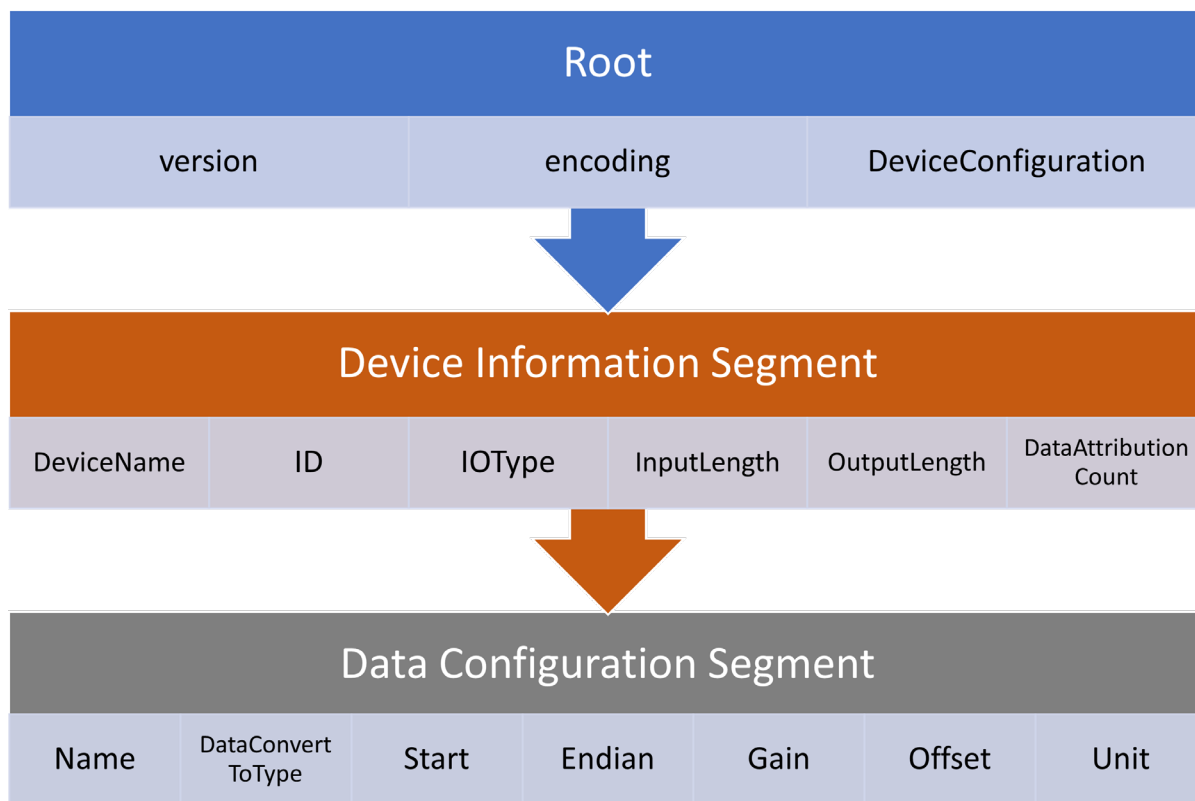 Root
version encoding DeviceConfiguration
Device Information Segment
DeviceName ID IOType InputLength OutputLength DataAttribution
Count
Data Configuration Segment
Name DataConvert
ToType Start Endian Gain Offset Unit